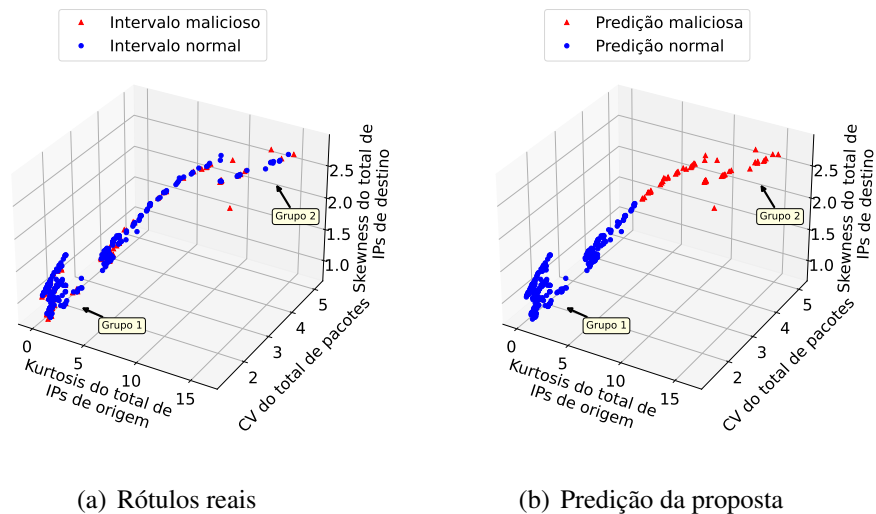 Intervalo malicioso
Intervalo normal
Predição maliciosa
Predição normal
Grupo 2
Grupo 1
0
5
10
15
Kurtosis do total de
IPs de origem
2
3
4
5
CV do total de pacotes
1.0
1.5
2.0
2.5
Skewness do total de
IPs de destino
Grupo 2
Grupo 1
0
5
10
15
Kurtosis do total de
IPs de origem
2
3
4
5
CV do total de pacotes
1.0
1.5
2.0
2.5
Skewness do total de
IPs de destino
(a) Rótulos reais
(b) Predição da proposta